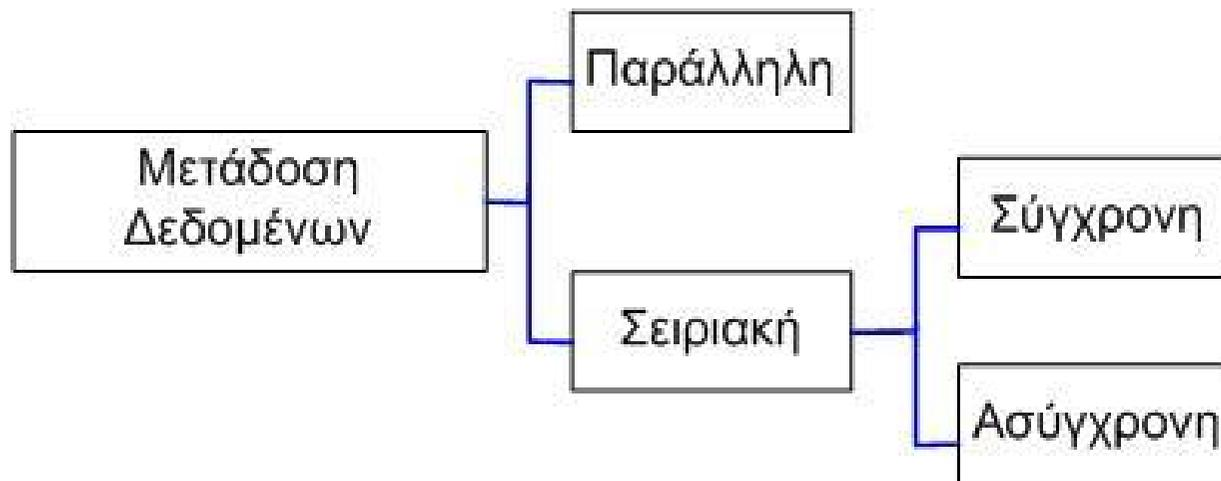 Παράλληλη
Μετάδοση
Δεδομένων
Σύγχρονη
Σειριακή
Ασύγχρονη